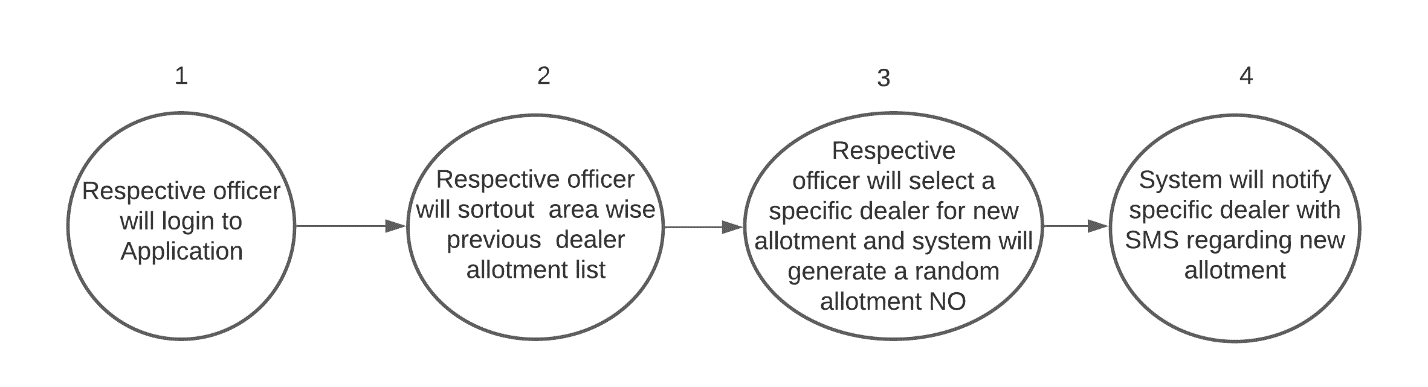 1
Respective officer
will login to
Application
2
Respective officer
will sortout  area wise
previous  dealer
allotment list
3
Respective
officer will select a
specific dealer for new
allotment and system will
generate a random
allotment NO
4
System will notify
specific dealer with
SMS regarding new
allotment